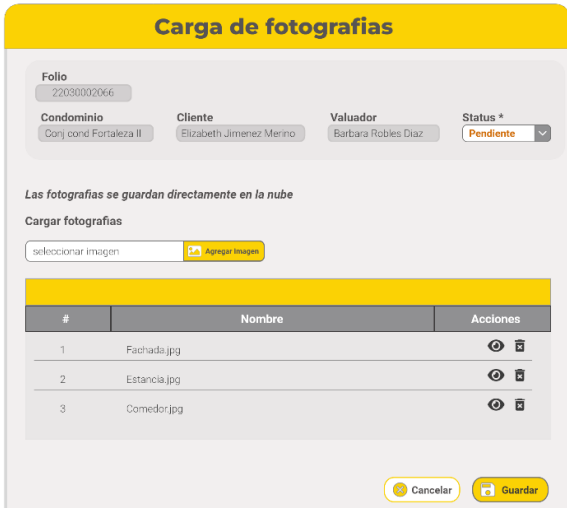 Carga de fotografias
Folio
22030002066
Condominio Cliente Valuador Status *
Conj cond Fortaleza II Elizabeth Jimenez Merino Barbara Robles Diaz Pendiente
Las fotografias se guardan directamente en la nube
Cargar fotografias
seleccionar imagen Agregar Imagen
# Nombre Acciones
1 Fachada.jpg
2 Estancia.jpg
3 Comedor.jpg
Cancelar Guardar